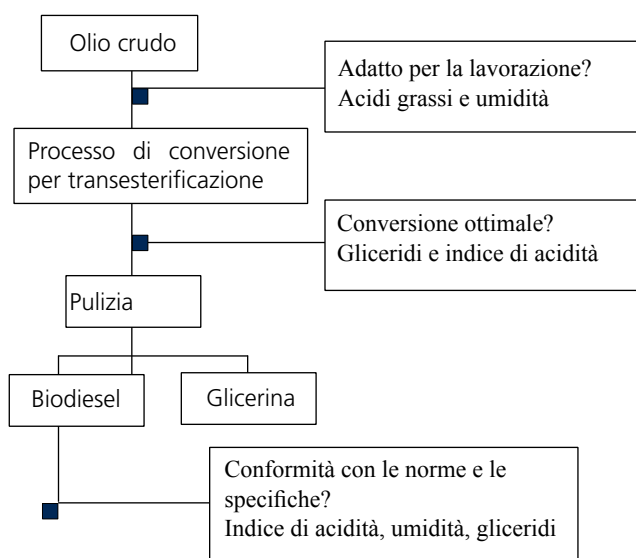 Olio crudo
Adatto per la lavorazione?
Acidi grassi e umidità
Processo di conversione
per transesterificazione
Conversione ottimale?
Gliceridi e indice di acidità
Pulizia
Biodiesel
Glicerina
Conformità con le norme e le
specifiche?
Indice di acidità, umidità, gliceridi